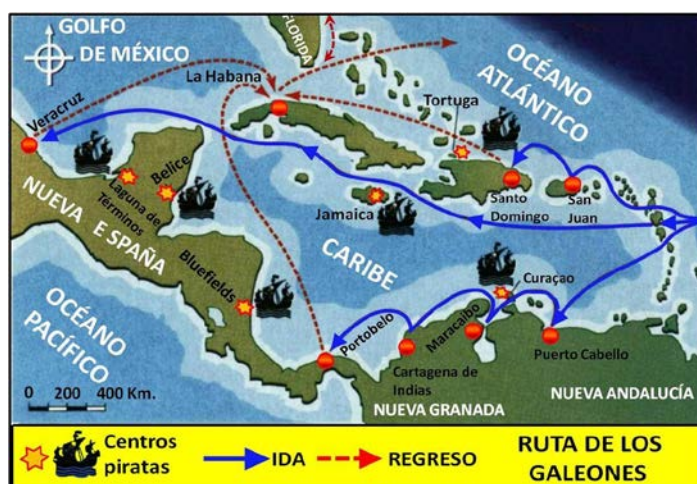 GOLFO
DE MÉXICO
FLORIDA
OCÉANO
ATLÁNTICO
La Habana
Veracruz
Tortuga
Belice
Laguna de
Términos
Jamaica
Santo
Domingo
San
Juan
NUEVA E SPAÑA
CARIBE
Bluefields
Curaçao
OCÉANO
PACÍFICO
Portobelo
Maracaibo
Cartagena de
Indias
Puerto Cabello
0 200 400 Km.
NUEVA GRANADA
NUEVA ANDALUCÍA
Centros
piratas
IDA
REGRESO
RUTA DE LOS
GALEONES